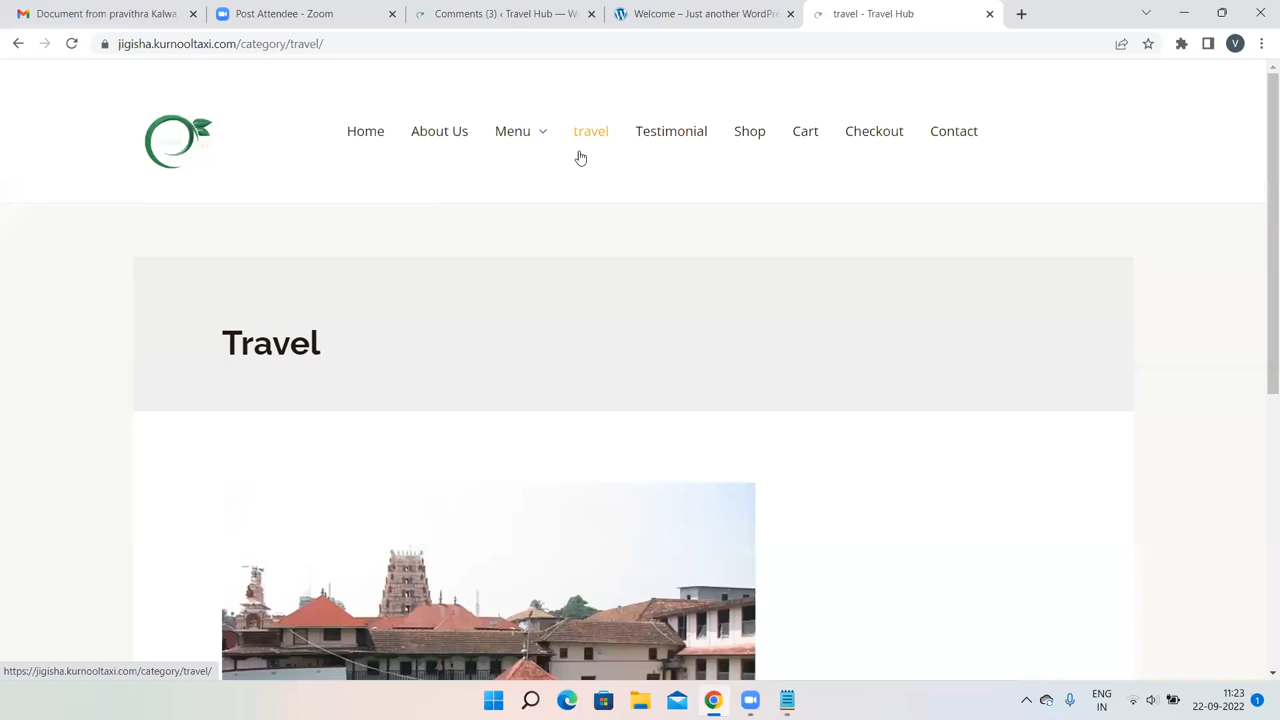 Document from pavithra Kalwa
Post Attendee - Zoom
Comments (3) ‹ Travel Hub — W
Welcome – Just another WordPre
travel - Travel Hub
jigisha.kurnooltaxi.com/category/travel/
V
Home
About Us
Menu
travel
Testimonial
Shop
Cart
Checkout
Contact
Travel
https://jigisha.kurnooltaxi.com/category/travel/
ENG
IN
11:23
22-09-2022
1